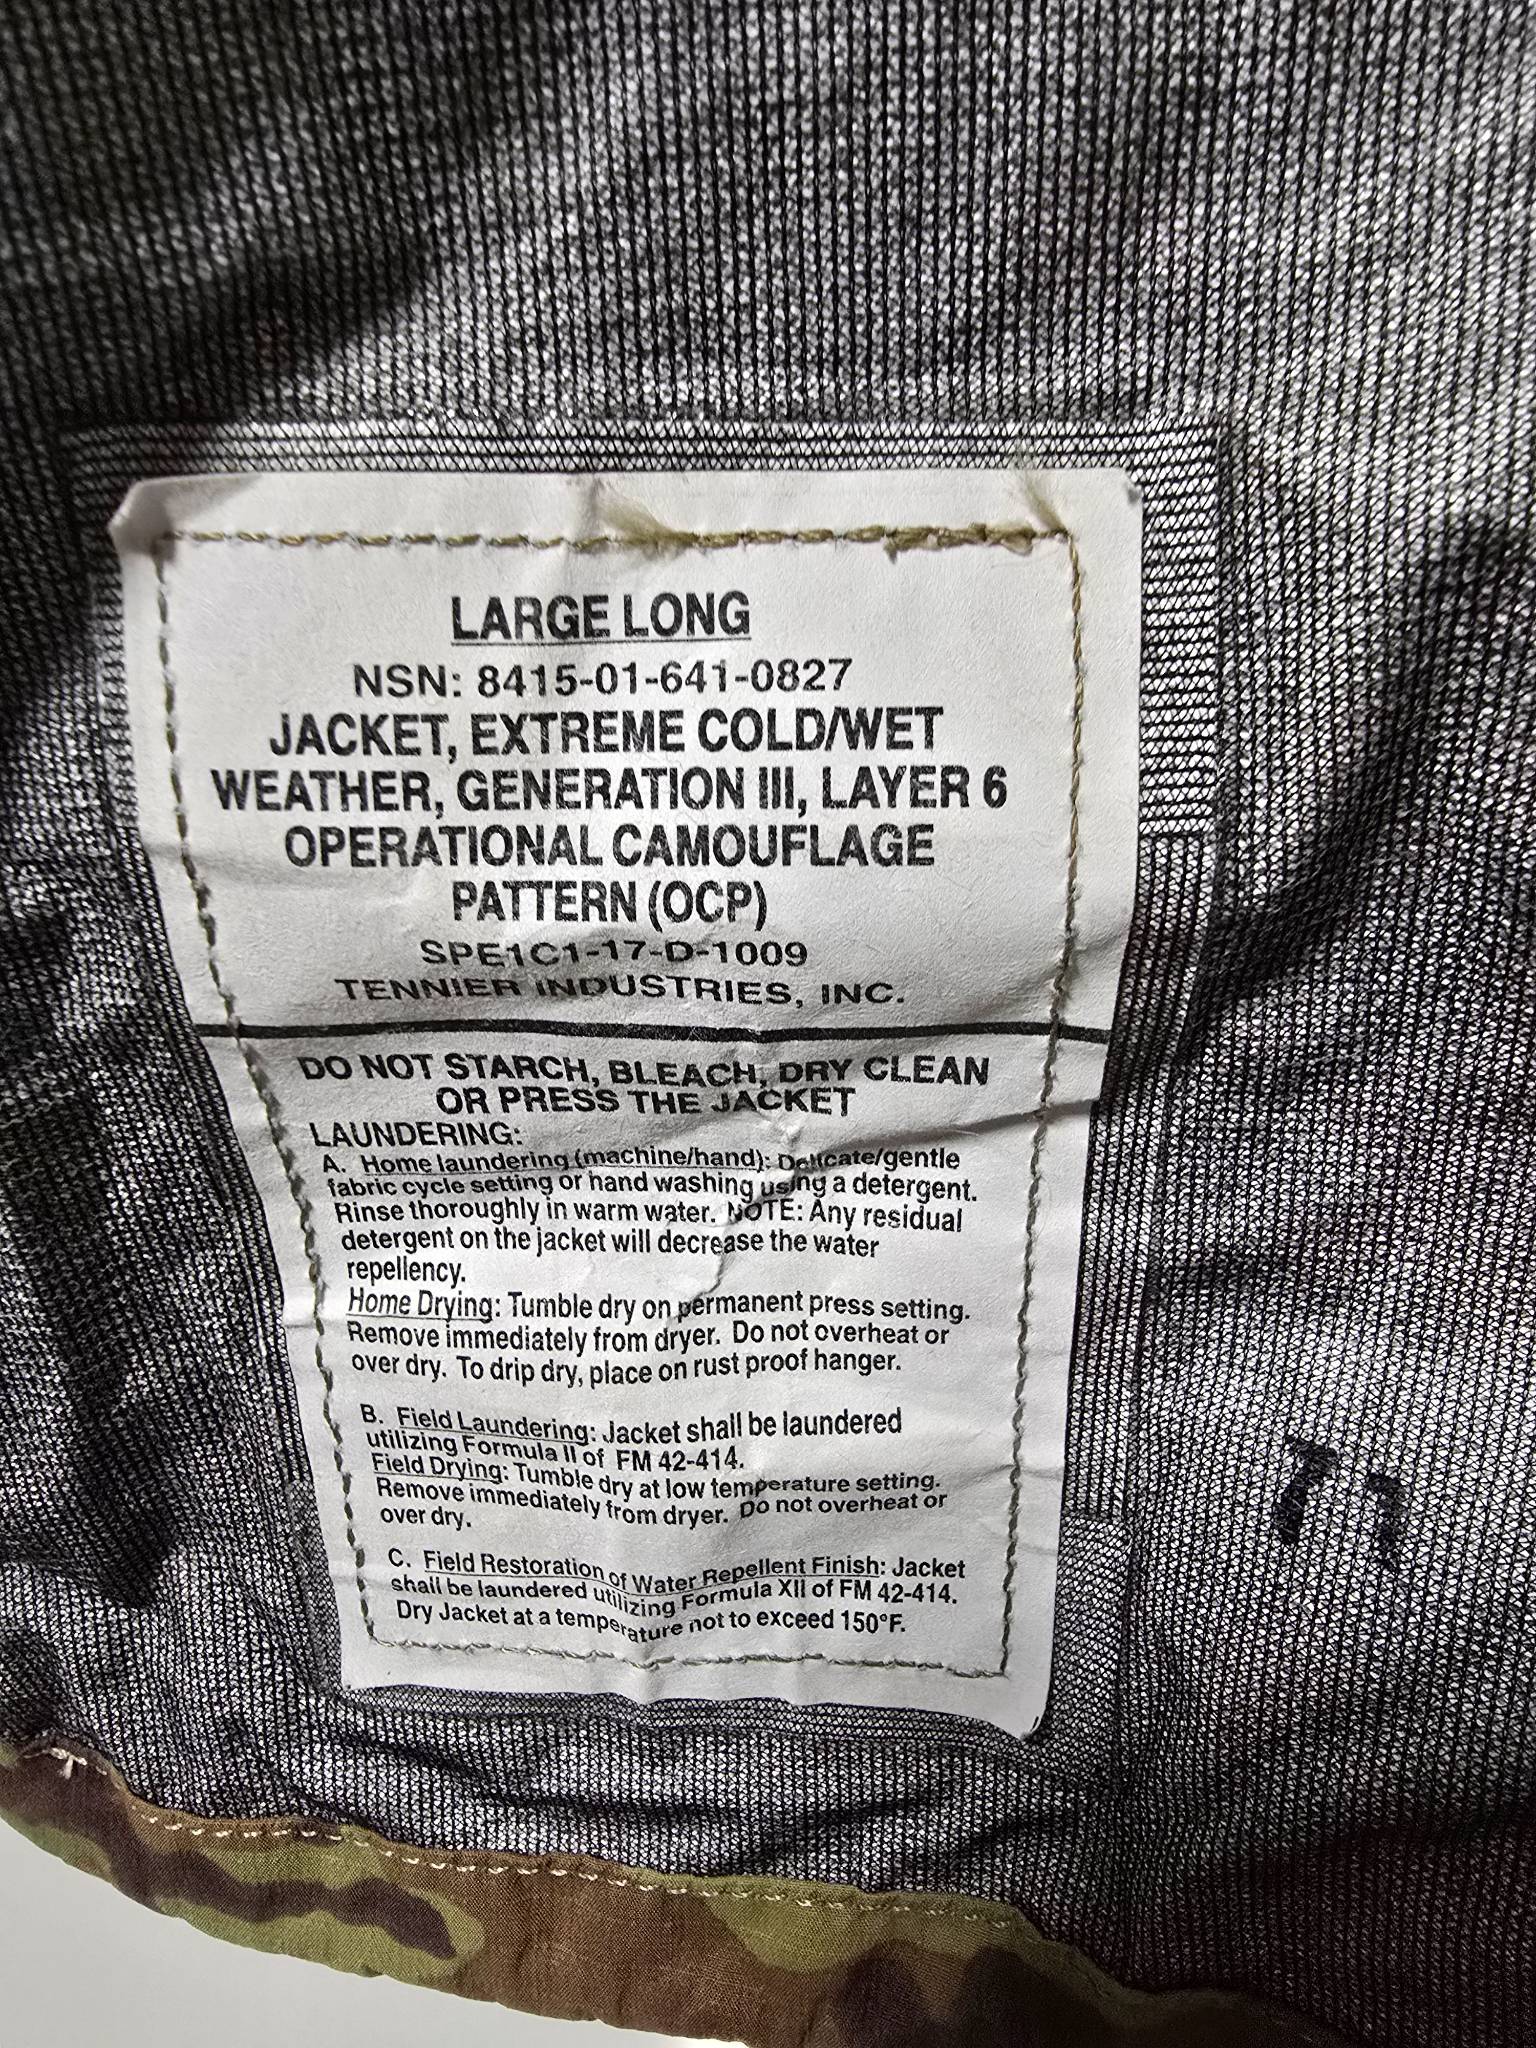 LARGE LONG
NSN: 8415-01-641-0827
JACKET, EXTREME COLD/WET
WEATHER, GENERATION III, LAYER 6
OPERATIONAL CAMOUFLAGE
PATTERN (OCP)
SPE1C1-17-D-1009
TENNIER INDUSTRIES, INC.
DO NOT STARCH, BLEACH, DRY CLEAN
OR PRESS THE JACKET
LAUNDERING:
A. Home laundering (machine/hand): Delicate/gentle
fabric cycle setting or hand washing using a detergent.
Rinse thoroughly in warm water. NOTE: Any residual
detergent on the jacket will decrease the water
repellency.
Home Drying: Tumble dry on permanent press setting.
Remove immediately from dryer. Do not overheat or
over dry. To drip dry, place on rust proof hanger.
B. Field Laundering: Jacket shall be laundered
utilizing Formula II of FM 42-414.
Field Drying: Tumble dry at low temperature setting.
Remove immediately from dryer. Do not overheat or
over dry.
C. Field Restoration of Water Repellent Finish: Jacket
shall be laundered utilizing Formula XII of FM 42-414.
Dry Jacket at a temperature not to exceed 150°F.